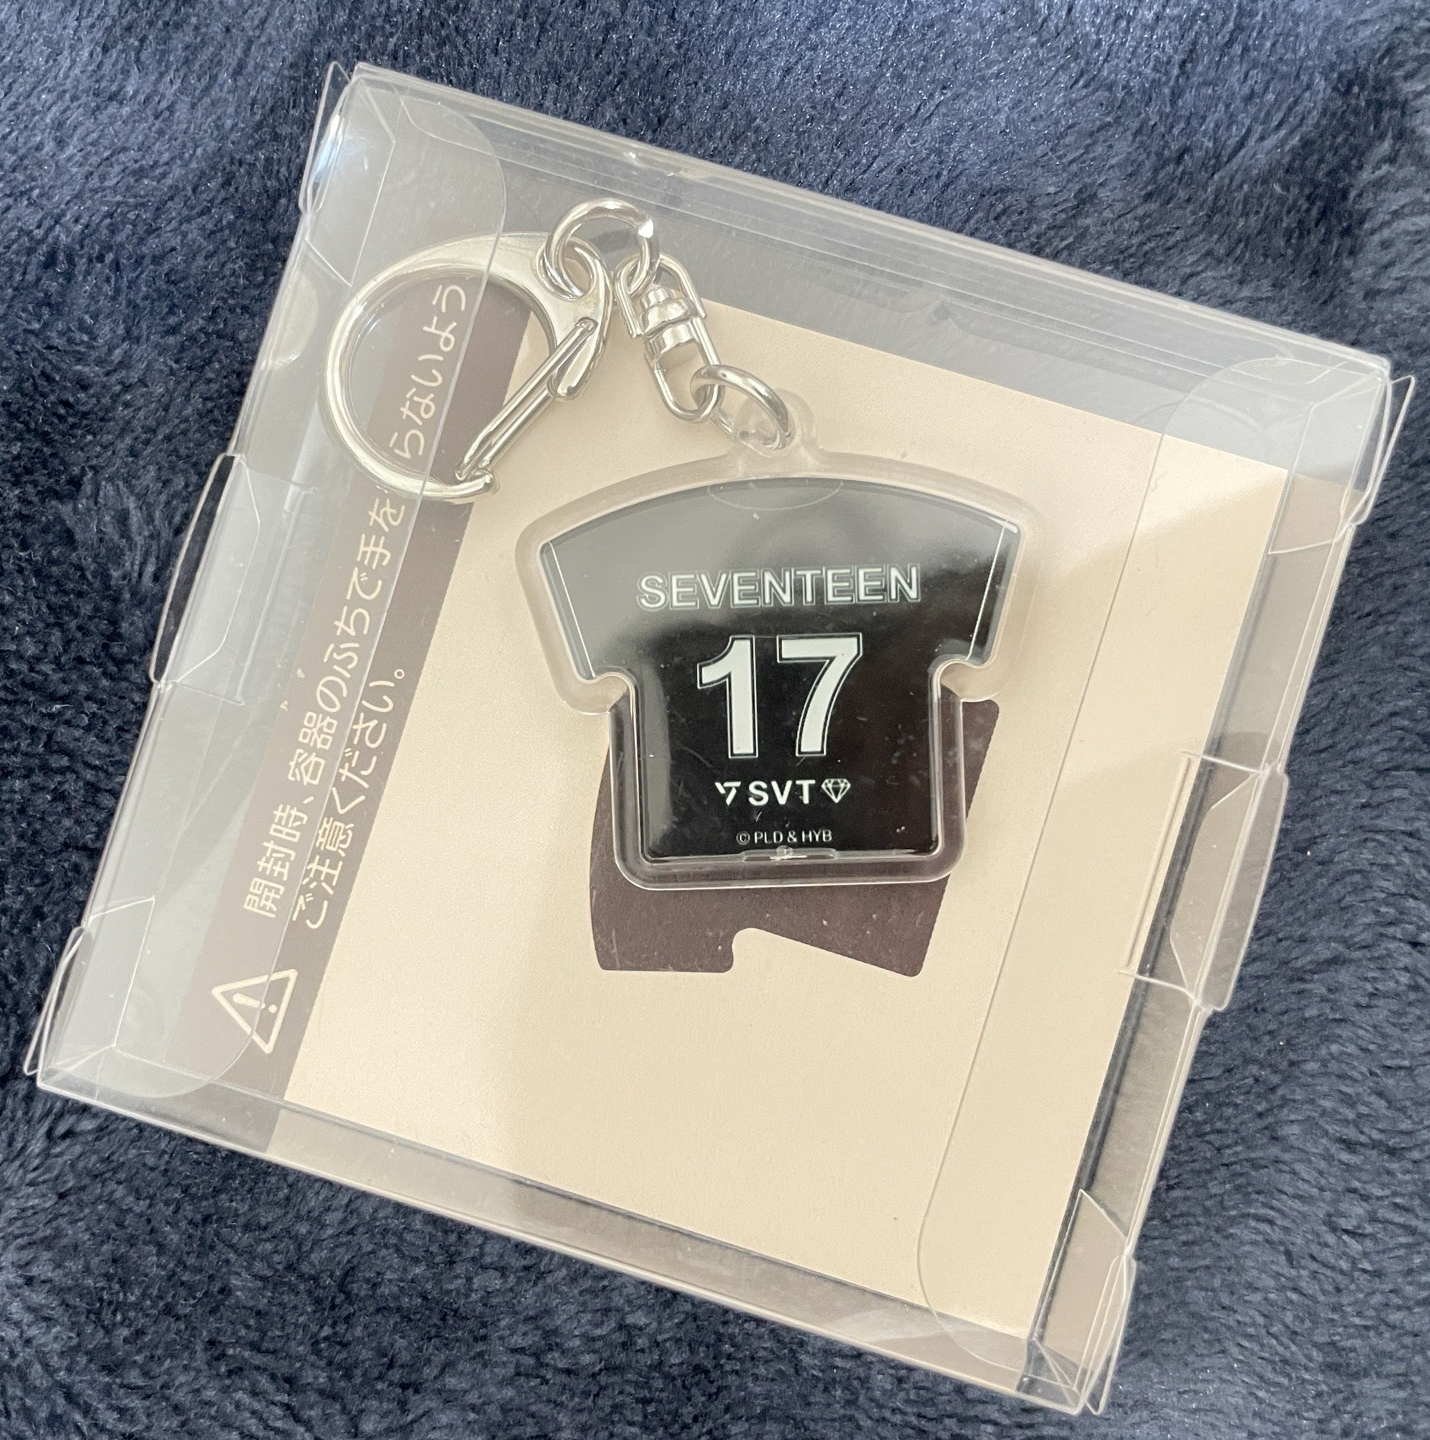 SEVENTEEN
17
SVT
© PLD & HYB
開封時、容器のふちで手を
らないよう
ご注意ください。